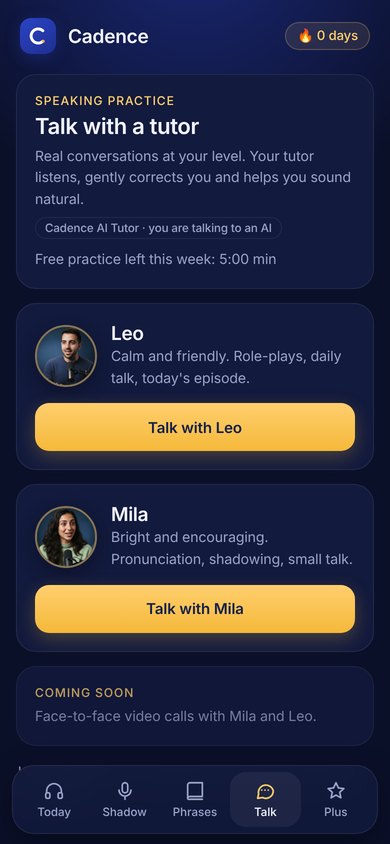 C Cadence
🔥 0 days
SPEAKING PRACTICE
Talk with a tutor
Real conversations at your level. Your tutor
listens, gently corrects you and helps you sound
natural.
Cadence AI Tutor · you are talking to an AI
Free practice left this week: 5:00 min
Leo
Calm and friendly. Role-plays, daily
talk, today's episode.
Talk with Leo
Mila
Bright and encouraging.
Pronunciation, shadowing, small talk.
Talk with Mila
COMING SOON
Face-to-face video calls with Mila and Leo.
Today
Shadow
Phrases
Talk
Plus